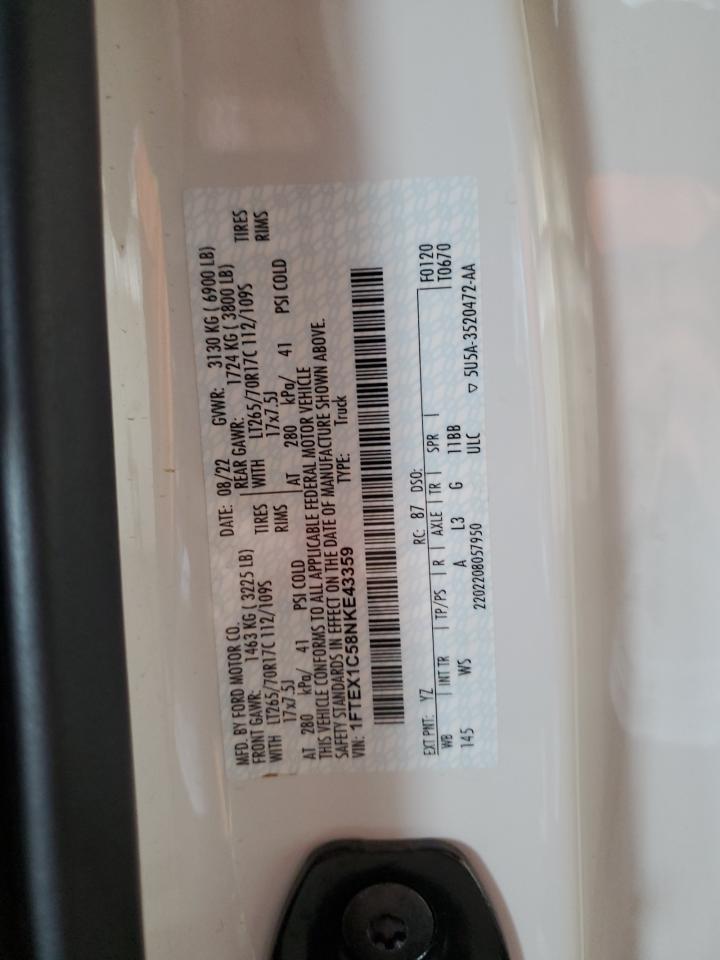 MFD. BY FORD MOTOR CO. DATE: 08/22 GVWR: 3130 KG ( 6900 LB)
FRONT GAWR: 1463 KG ( 3225 LB) REAR GAWR: 1724 KG ( 3800 LB)
WITH LT265/70R17C 112/109S TIRES WITH LT265/70R17C 112/109S TIRES
17x7.5J RIMS 17x7.5J RIMS
AT 280 kPa/ 41 PSI COLD AT 280 kPa/ 41 PSI COLD
THIS VEHICLE CONFORMS TO ALL APPLICABLE FEDERAL MOTOR VEHICLE
SAFETY STANDARDS IN EFFECT ON THE DATE OF MANUFACTURE SHOWN ABOVE.
VIN: 1FTEX1C58NKE43359 TYPE: Truck
EXT PNT: YZ RC: 87 DSO: F0120
WB INT TR TP/PS R AXLE TR SPR T0670
145 WS A L3 G 11BB
2202208057950 ULC ▽ 5U5A-3520472-AA